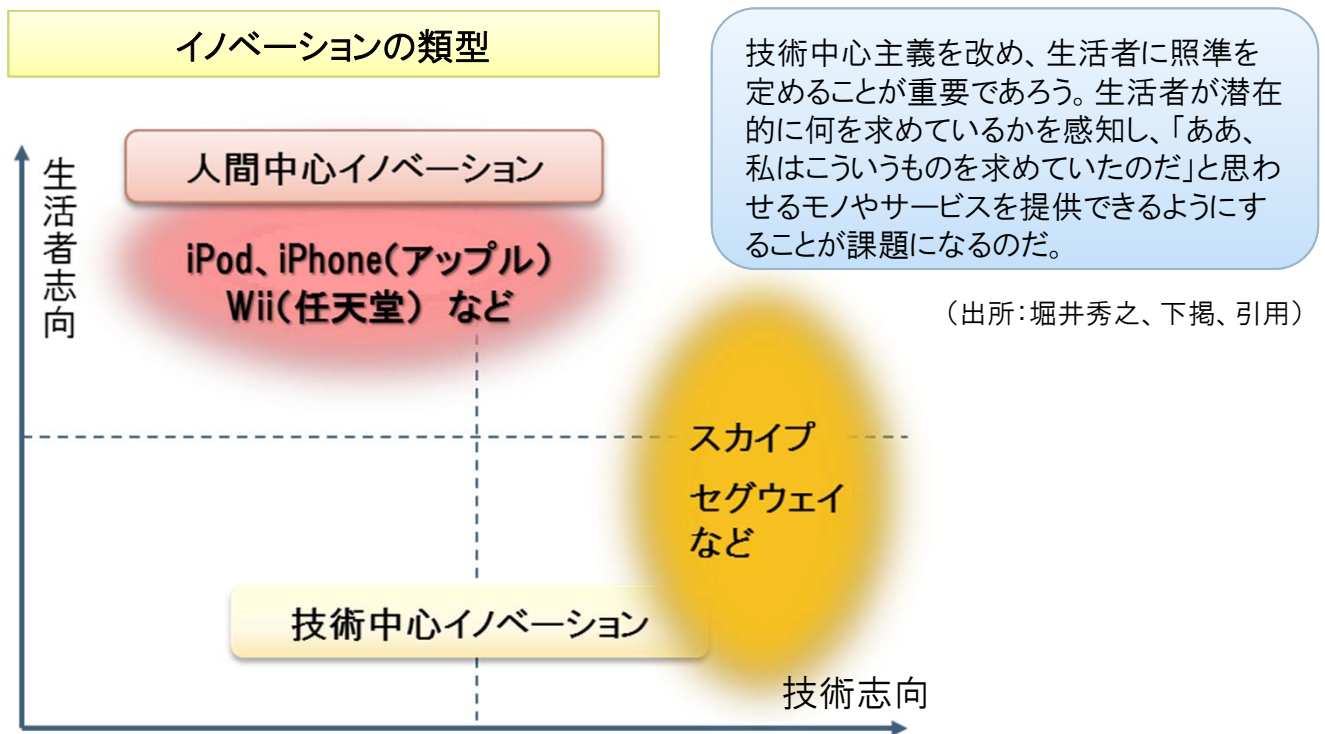 イノベーションの類型
技術中心主義を改め、生活者に照準を
定めることが重要であろう。生活者が潜在
的に何を求めているかを感知し、「ああ、
私はこういうものを求めていたのだ」と思わ
せるモノやサービスを提供できるようにす
ることが課題になるのだ。
（出所：堀井秀之、下掲、引用）
生活者志向
人間中心イノベーション
iPod、iPhone（アップル）
Wii（任天堂） など
スカイプ
セグウェイ
など
技術中心イノベーション
技術志向